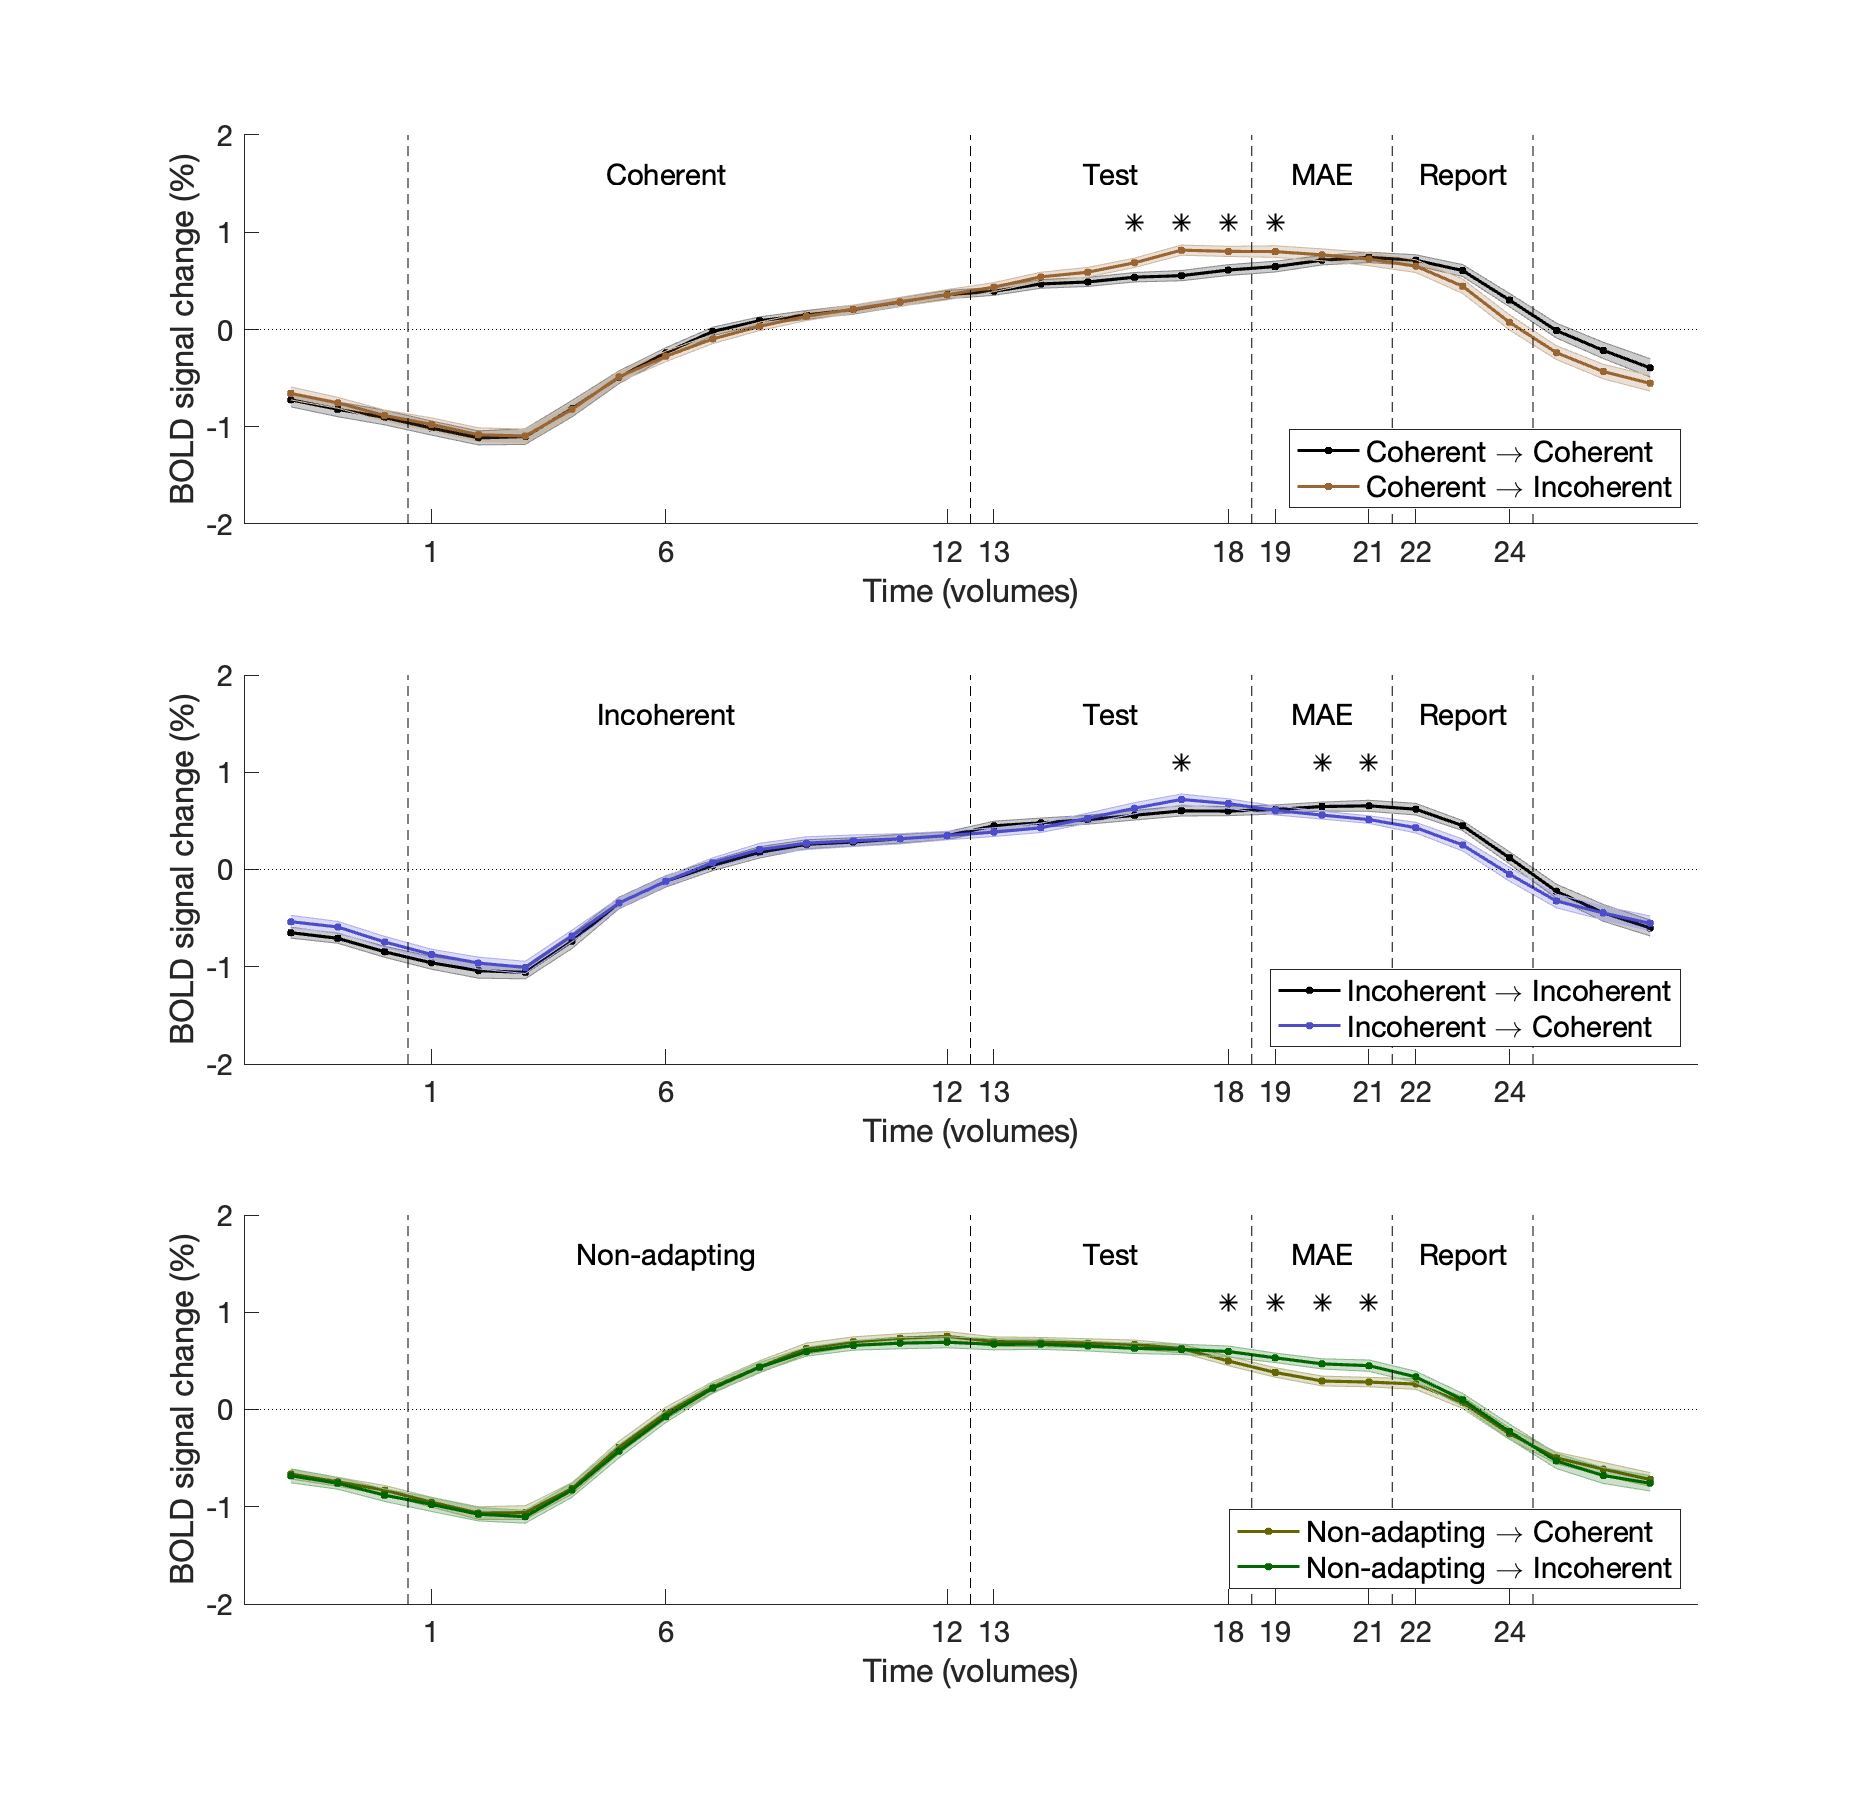 2
1
0
-1
-2
BOLD signal change (%)
Coherent
Test
MAE
Report
Coherent → Coherent
Coherent → Incoherent
1 6 12 13 18 19 21 22 24
Time (volumes)
2
1
0
-1
-2
BOLD signal change (%)
Incoherent
Test
MAE
Report
Incoherent → Incoherent
Incoherent → Coherent
1 6 12 13 18 19 21 22 24
Time (volumes)
2
1
0
-1
-2
BOLD signal change (%)
Non-adapting
Test
MAE
Report
Non-adapting → Coherent
Non-adapting → Incoherent
1 6 12 13 18 19 21 22 24
Time (volumes)